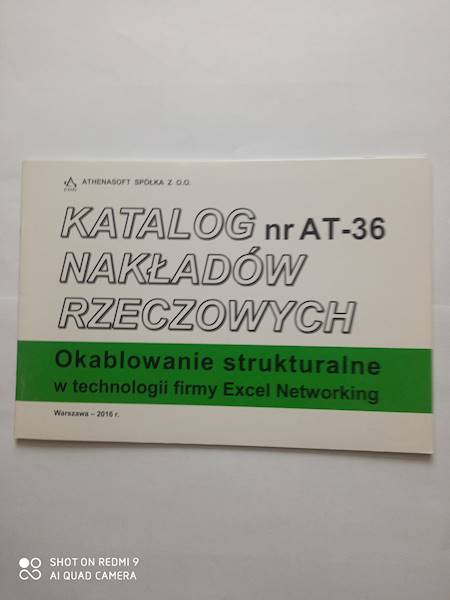 ATHENASOFT SPÓŁKA Z O.O.
KATALOG nr AT-36
NAKŁADÓW
RZECZOWYCH
Okablowanie strukturalne
w technologii firmy Excel Networking
Warszawa – 2016 r.
SHOT ON REDMI 9
AI QUAD CAMERA